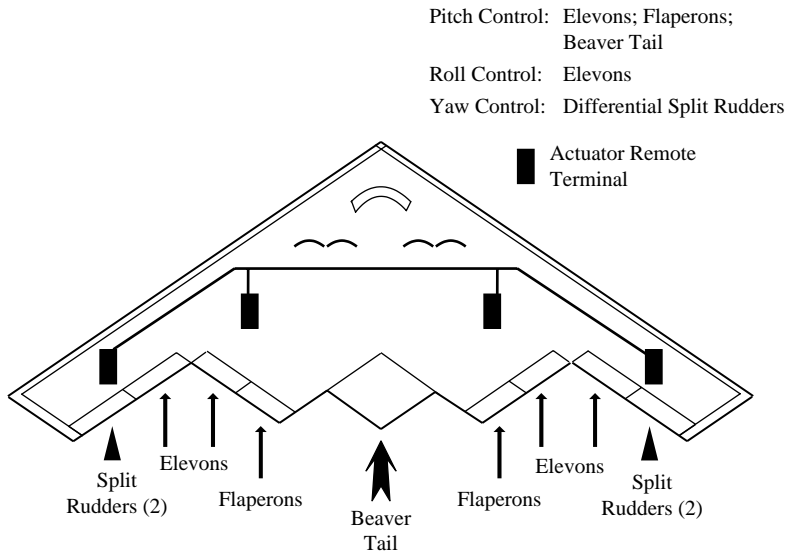 Pitch Control: Elevons; Flaperons;
Beaver Tail
Roll Control: Elevons
Yaw Control: Differential Split Rudders
Actuator Remote
Terminal
Elevons
Elevons
Split
Rudders (2)
Flaperons
Flaperons
Split
Rudders (2)
Beaver
Tail